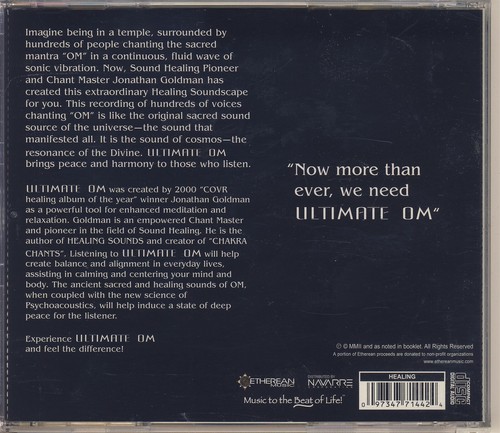 Imagine being in a temple, surrounded by
hundreds of people chanting the sacred
mantra "OM" in a continuous, fluid wave of
sonic vibration. Now, Sound Healing Pioneer
and Chant Master Jonathan Goldman has
created this extraordinary Healing Soundscape
for you. This recording of hundreds of voices
chanting "OM" is like the original sacred sound
source of the universe—the sound that
manifested all. It is the sound of cosmos—the
resonance of the Divine. ULTIMATE OM
brings peace and harmony to those who listen.
ULTIMATE OM was created by 2000 "COVR
healing album of the year" winner Jonathan Goldman
as a powerful tool for enhanced meditation and
relaxation. Goldman is an empowered Chant Master
and pioneer in the field of Sound Healing. He is the
author of HEALING SOUNDS and creator of "CHAKRA
CHANTS". Listening to ULTIMATE OM will help
create balance and alignment in everyday lives,
assisting in calming and centering your mind and
body. The ancient sacred and healing sounds of OM,
when coupled with the new science of
Psychoacoustics, will help induce a state of deep
peace for the listener.
Experience ULTIMATE OM
and feel the difference!
"Now more than
ever, we need
ULTIMATE OM"
℗ © MMII and as noted in booklet. All Rights Reserved
A portion of Etherean proceeds are donated to non-profit organizations
www.ethereanmusic.com
ETHEREAN
DISTRIBUTED BY
NAVARRE
Music to the Beat of Life!
HEALING
0 97347 71442 4
COMPACT
disc
DIGITAL AUDIO